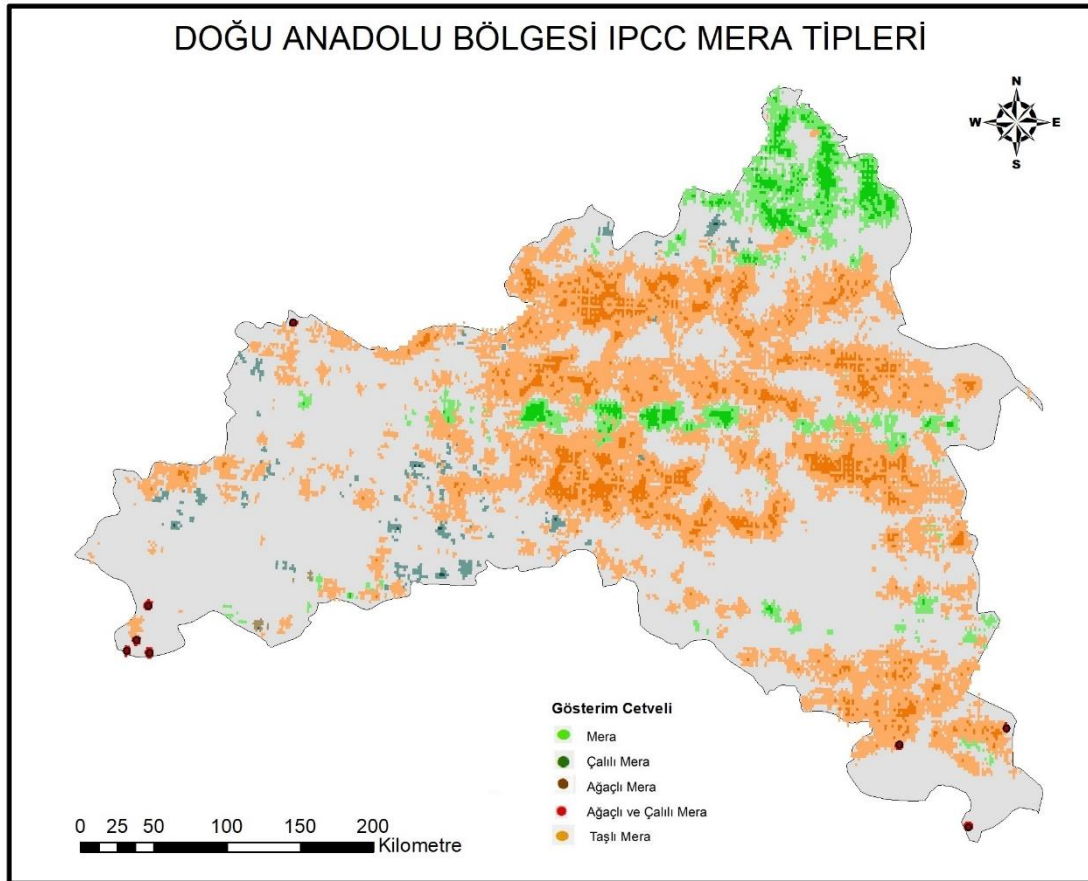 DOĞU ANADOLU BÖLGESİ IPCC MERA TİPLERİ
N
W E
S
Gösterim Cetveli
Mera
Çalılı Mera
Ağaçlı Mera
Ağaçlı ve Çalılı Mera
Taşlı Mera
0 25 50 100 150 200
Kilometre